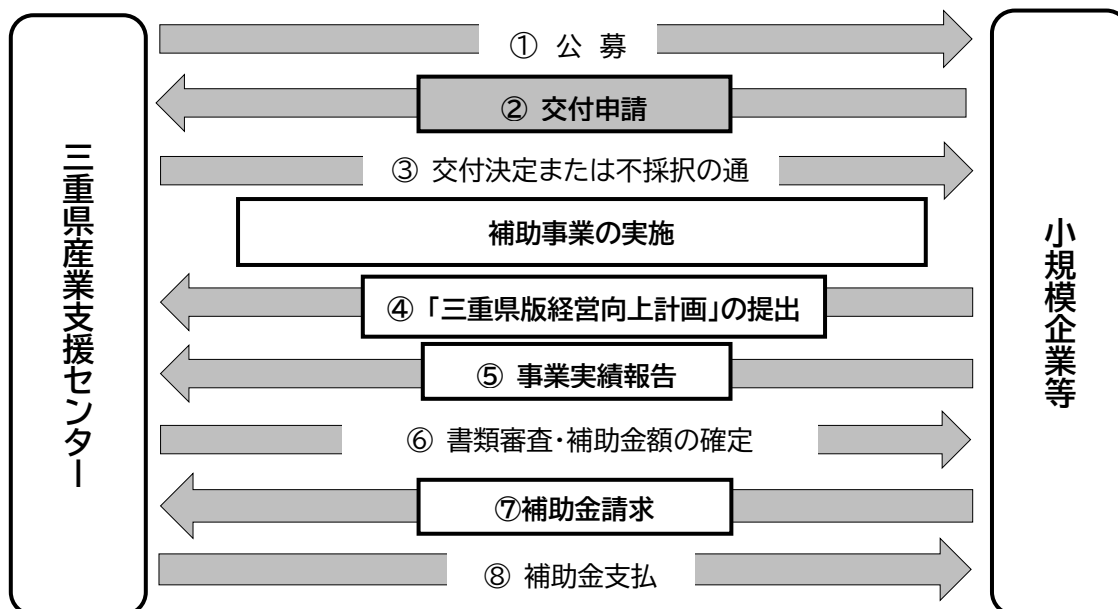 三重県産業支援センター
① 公 募
② 交付申請
③ 交付決定または不採択の通
補助事業の実施
④ 「三重県版経営向上計画」の提出
⑤ 事業実績報告
⑥ 書類審査・補助金額の確定
⑦補助金請求
⑧ 補助金支払
小規模企業等